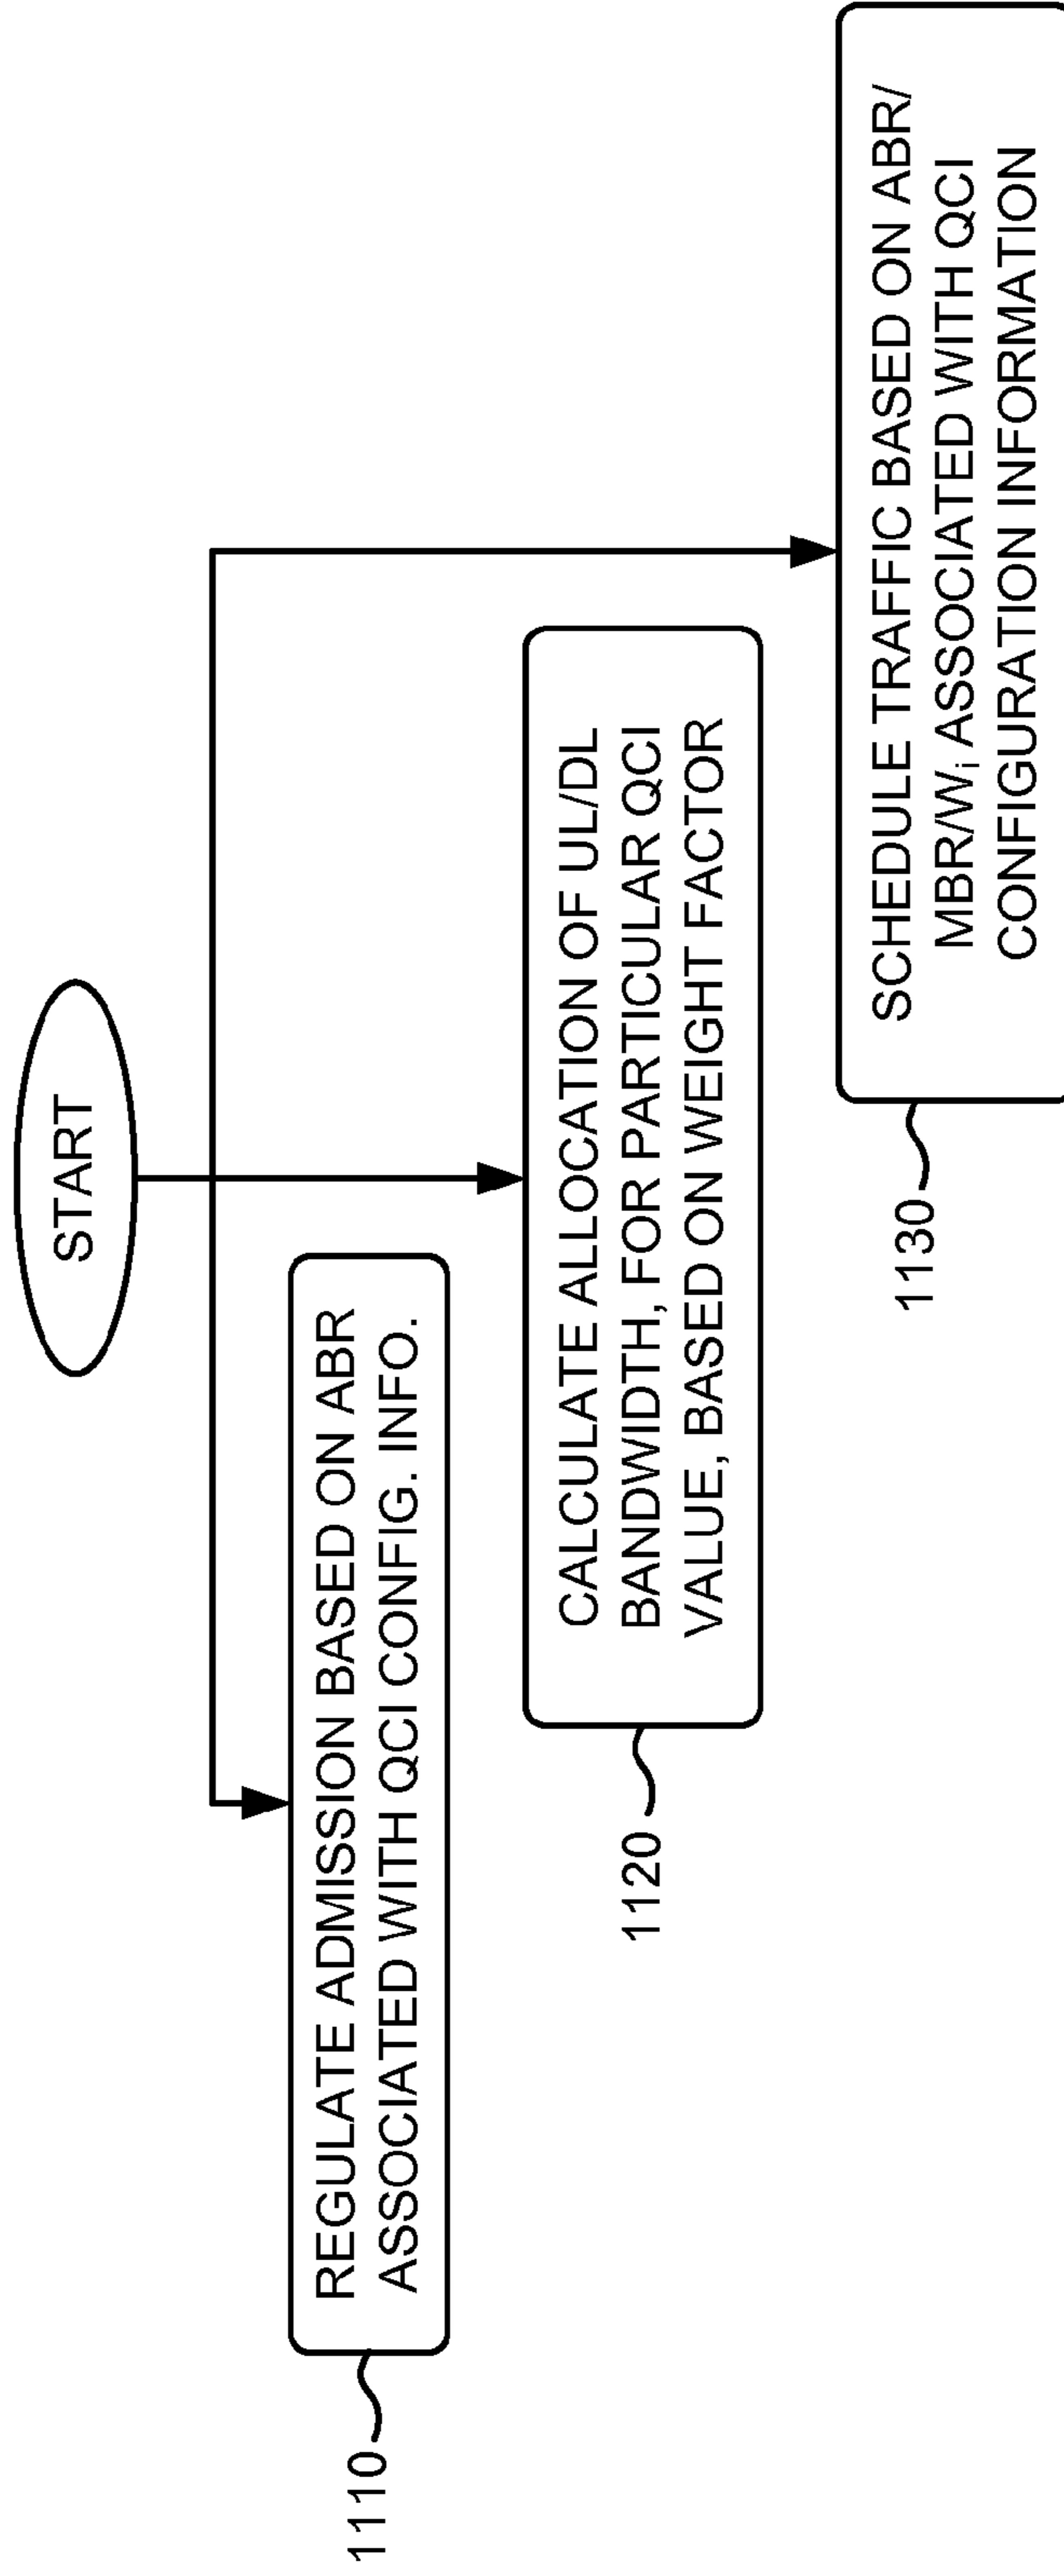 START
REGULATE ADMISSION BASED ON ABR
ASSOCIATED WITH QCI CONFIG. INFO.
1110
CALCULATE ALLOCATION OF UL/DL
BANDWIDTH, FOR PARTICULAR QCI
VALUE, BASED ON WEIGHT FACTOR
1120
SCHEDULE TRAFFIC BASED ON ABR/
MBR/Wᵢ ASSOCIATED WITH QCI
CONFIGURATION INFORMATION
1130